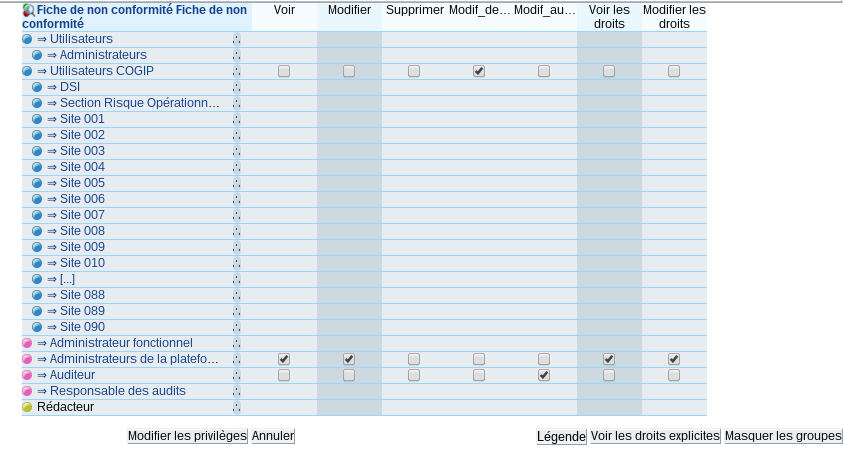 Fiche de non conformité Fiche de non conformité Voir Modifier Supprimer Modif_de... Modif_au... Voir les droits Modifier les droits
⇒ Utilisateurs
⇒ Administrateurs
⇒ Utilisateurs COGIP
⇒ DSI
⇒ Section Risque Opérationn...
⇒ Site 001
⇒ Site 002
⇒ Site 003
⇒ Site 004
⇒ Site 005
⇒ Site 006
⇒ Site 007
⇒ Site 008
⇒ Site 009
⇒ Site 010
⇒ [...]
⇒ Site 088
⇒ Site 089
⇒ Site 090
⇒ Administrateur fonctionnel
⇒ Administrateurs de la platefo...
⇒ Auditeur
⇒ Responsable des audits
Rédacteur
Modifier les privilèges Annuler Légende Voir les droits explicites Masquer les groupes